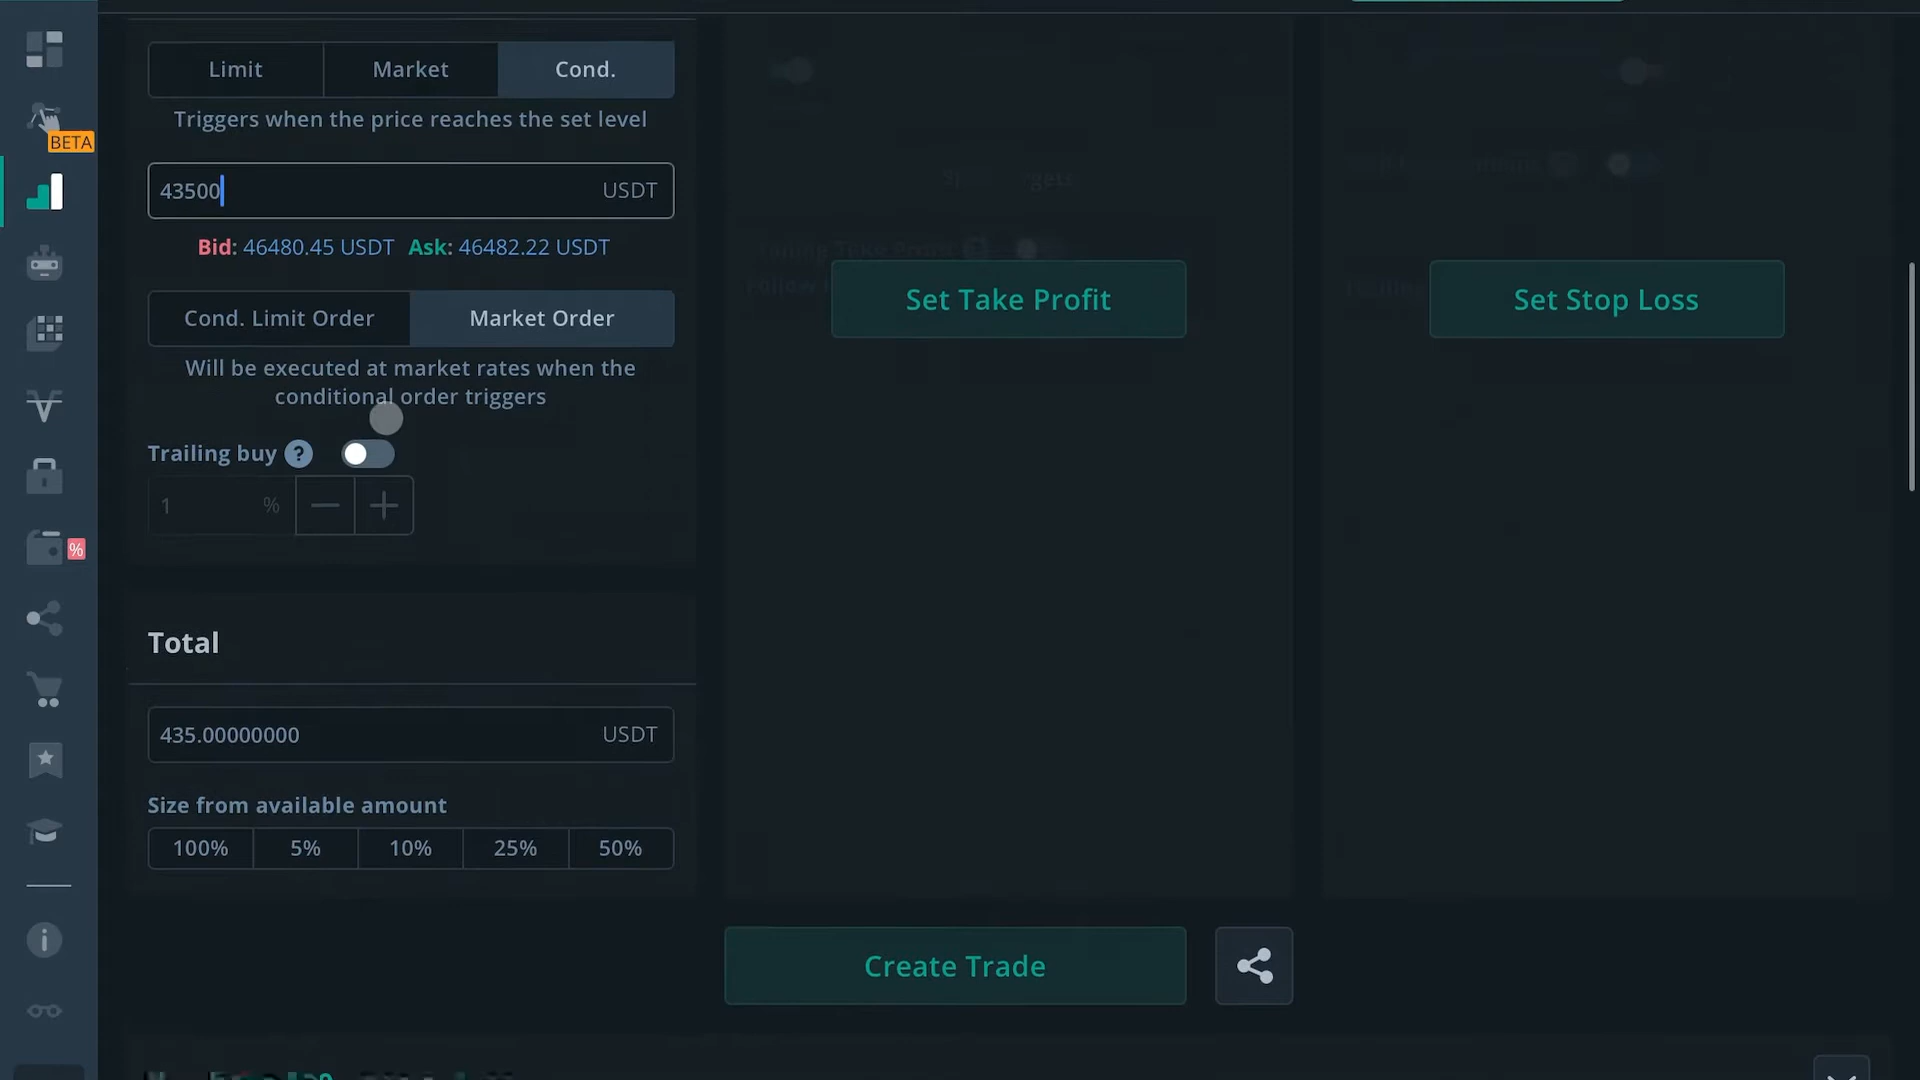 BETA
%
Limit
Market
Cond.
Triggers when the price reaches the set level
43500
USDT
Bid: 46480.45 USDT Ask: 46482.22 USDT
Cond. Limit Order
Market Order
Will be executed at market rates when the
conditional order triggers
Trailing buy ?
1 %
Total
435.00000000
USDT
Size from available amount
100%
5%
10%
25%
50%
Set Take Profit
Set Stop Loss
Create Trade